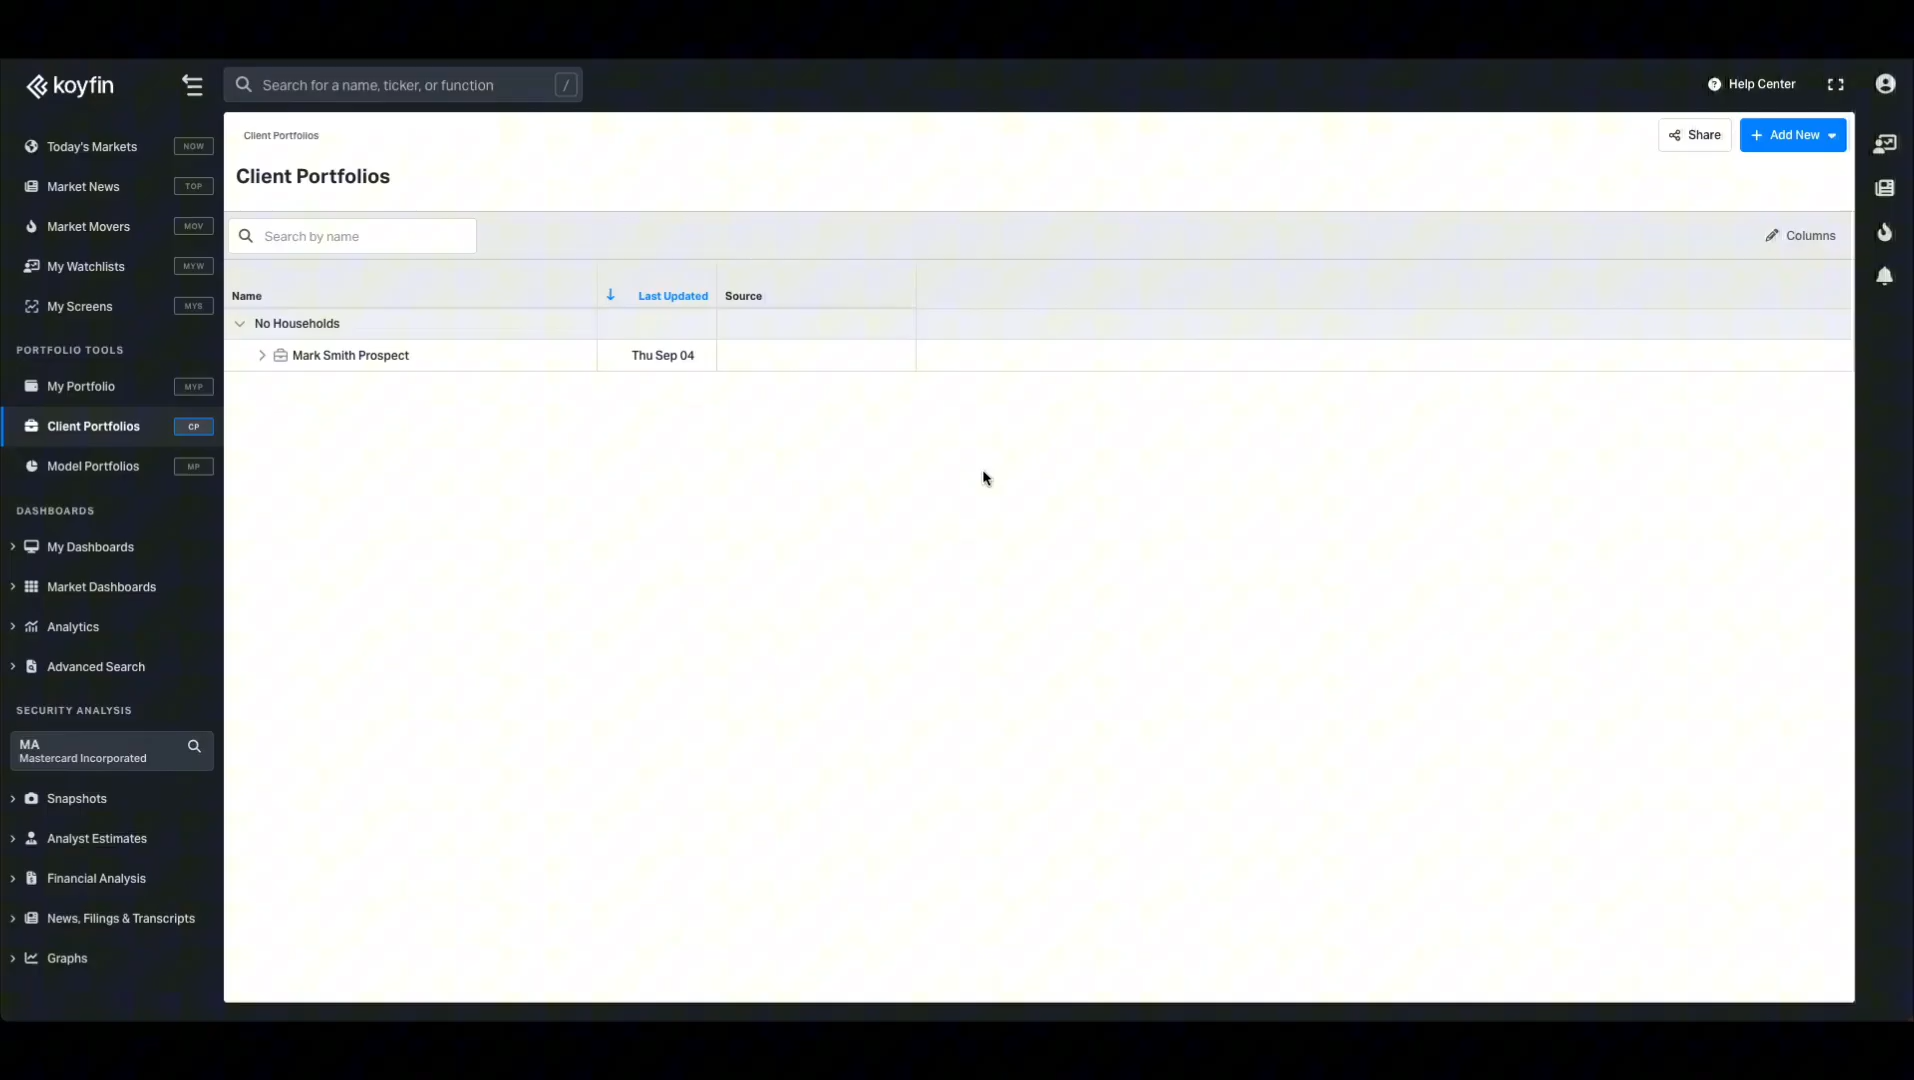 koyfin
Search for a name, ticker, or function /
Help Center
Today's Markets NOW
Market News TOP
Market Movers MOV
My Watchlists MYW
My Screens MYS
PORTFOLIO TOOLS
My Portfolio MYP
Client Portfolios CP
Model Portfolios MP
DASHBOARDS
My Dashboards
Market Dashboards
Analytics
Advanced Search
SECURITY ANALYSIS
MA
Mastercard Incorporated
Snapshots
Analyst Estimates
Financial Analysis
News, Filings & Transcripts
Graphs
Client Portfolios
Share
+ Add New
Client Portfolios
Search by name
Columns
Name Last Updated Source
No Households
Mark Smith Prospect Thu Sep 04